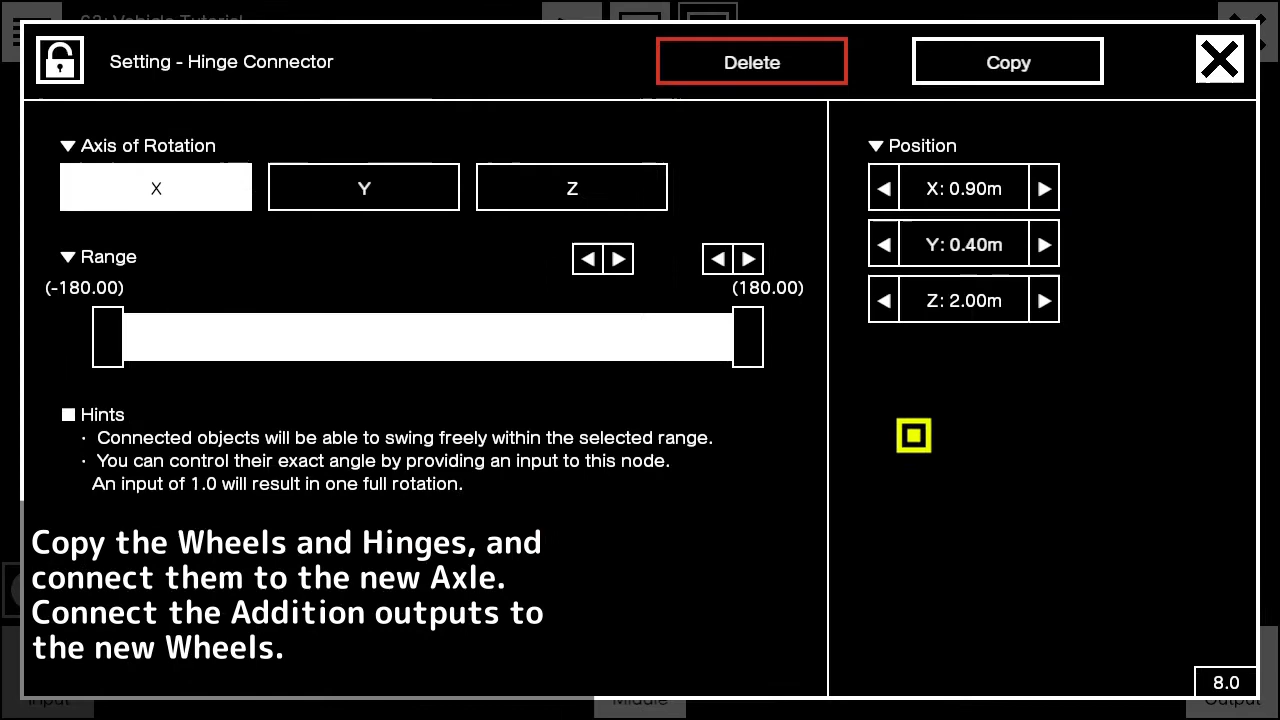 Setting - Hinge Connector
Delete
Copy
▼ Axis of Rotation
X
Y
Z
▼ Range
(-180.00)
(180.00)
■ Hints
· Connected objects will be able to swing freely within the selected range.
· You can control their exact angle by providing an input to this node.
An input of 1.0 will result in one full rotation.
Copy the Wheels and Hinges, and
connect them to the new Axle.
Connect the Addition outputs to
the new Wheels.
▼ Position
X: 0.90m
Y: 0.40m
Z: 2.00m
8.0
Input
Middle
Output